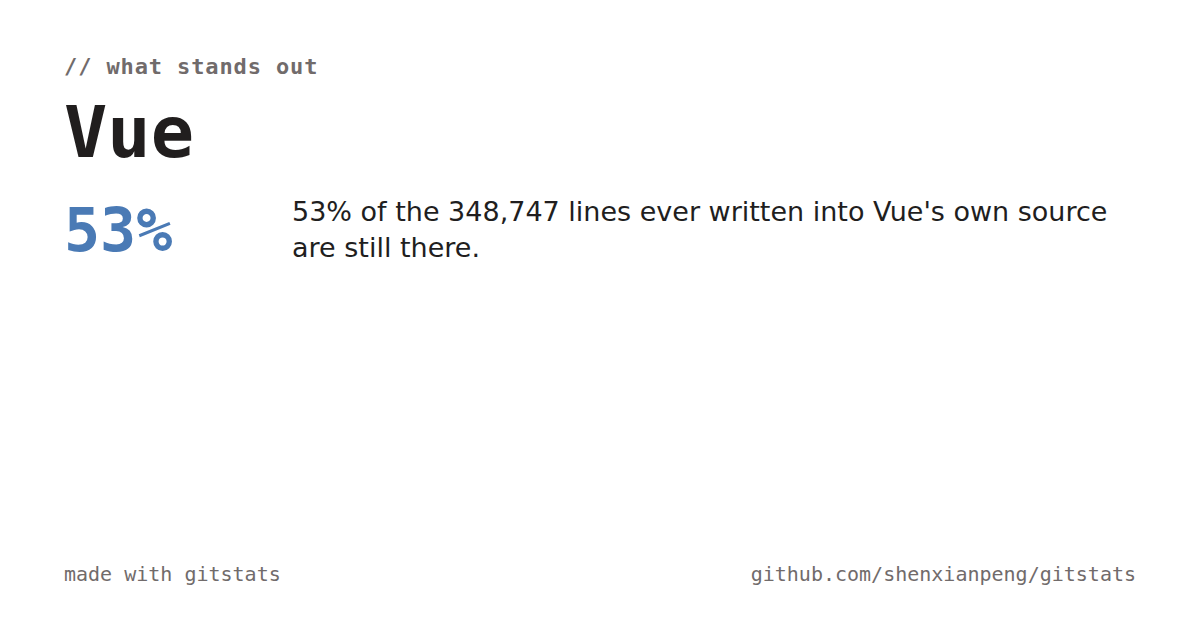 // what stands out
Vue
53%
53% of the 348,747 lines ever written into Vue's own source
are still there.
made with gitstats
github.com/shenxianpeng/gitstats